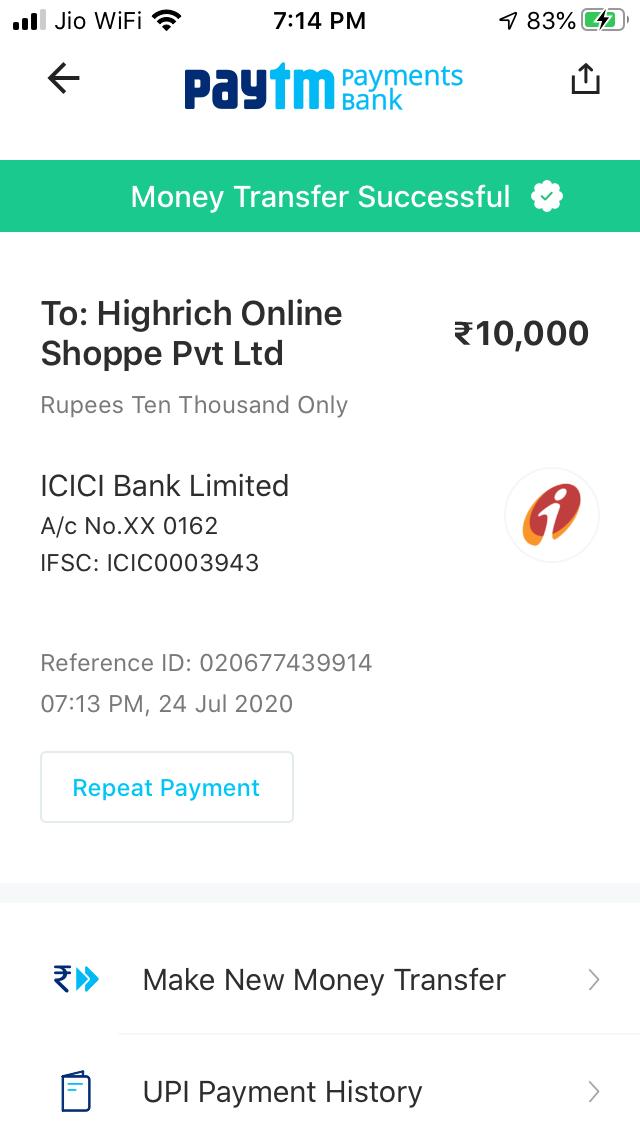 Jio WiFi 7:14 PM 83%
paytm Payments Bank
Money Transfer Successful
To: Highrich Online
Shoppe Pvt Ltd
₹10,000
Rupees Ten Thousand Only
ICICI Bank Limited
A/c No.XX 0162
IFSC: ICIC0003943
Reference ID: 020677439914
07:13 PM, 24 Jul 2020
Repeat Payment
Make New Money Transfer
UPI Payment History